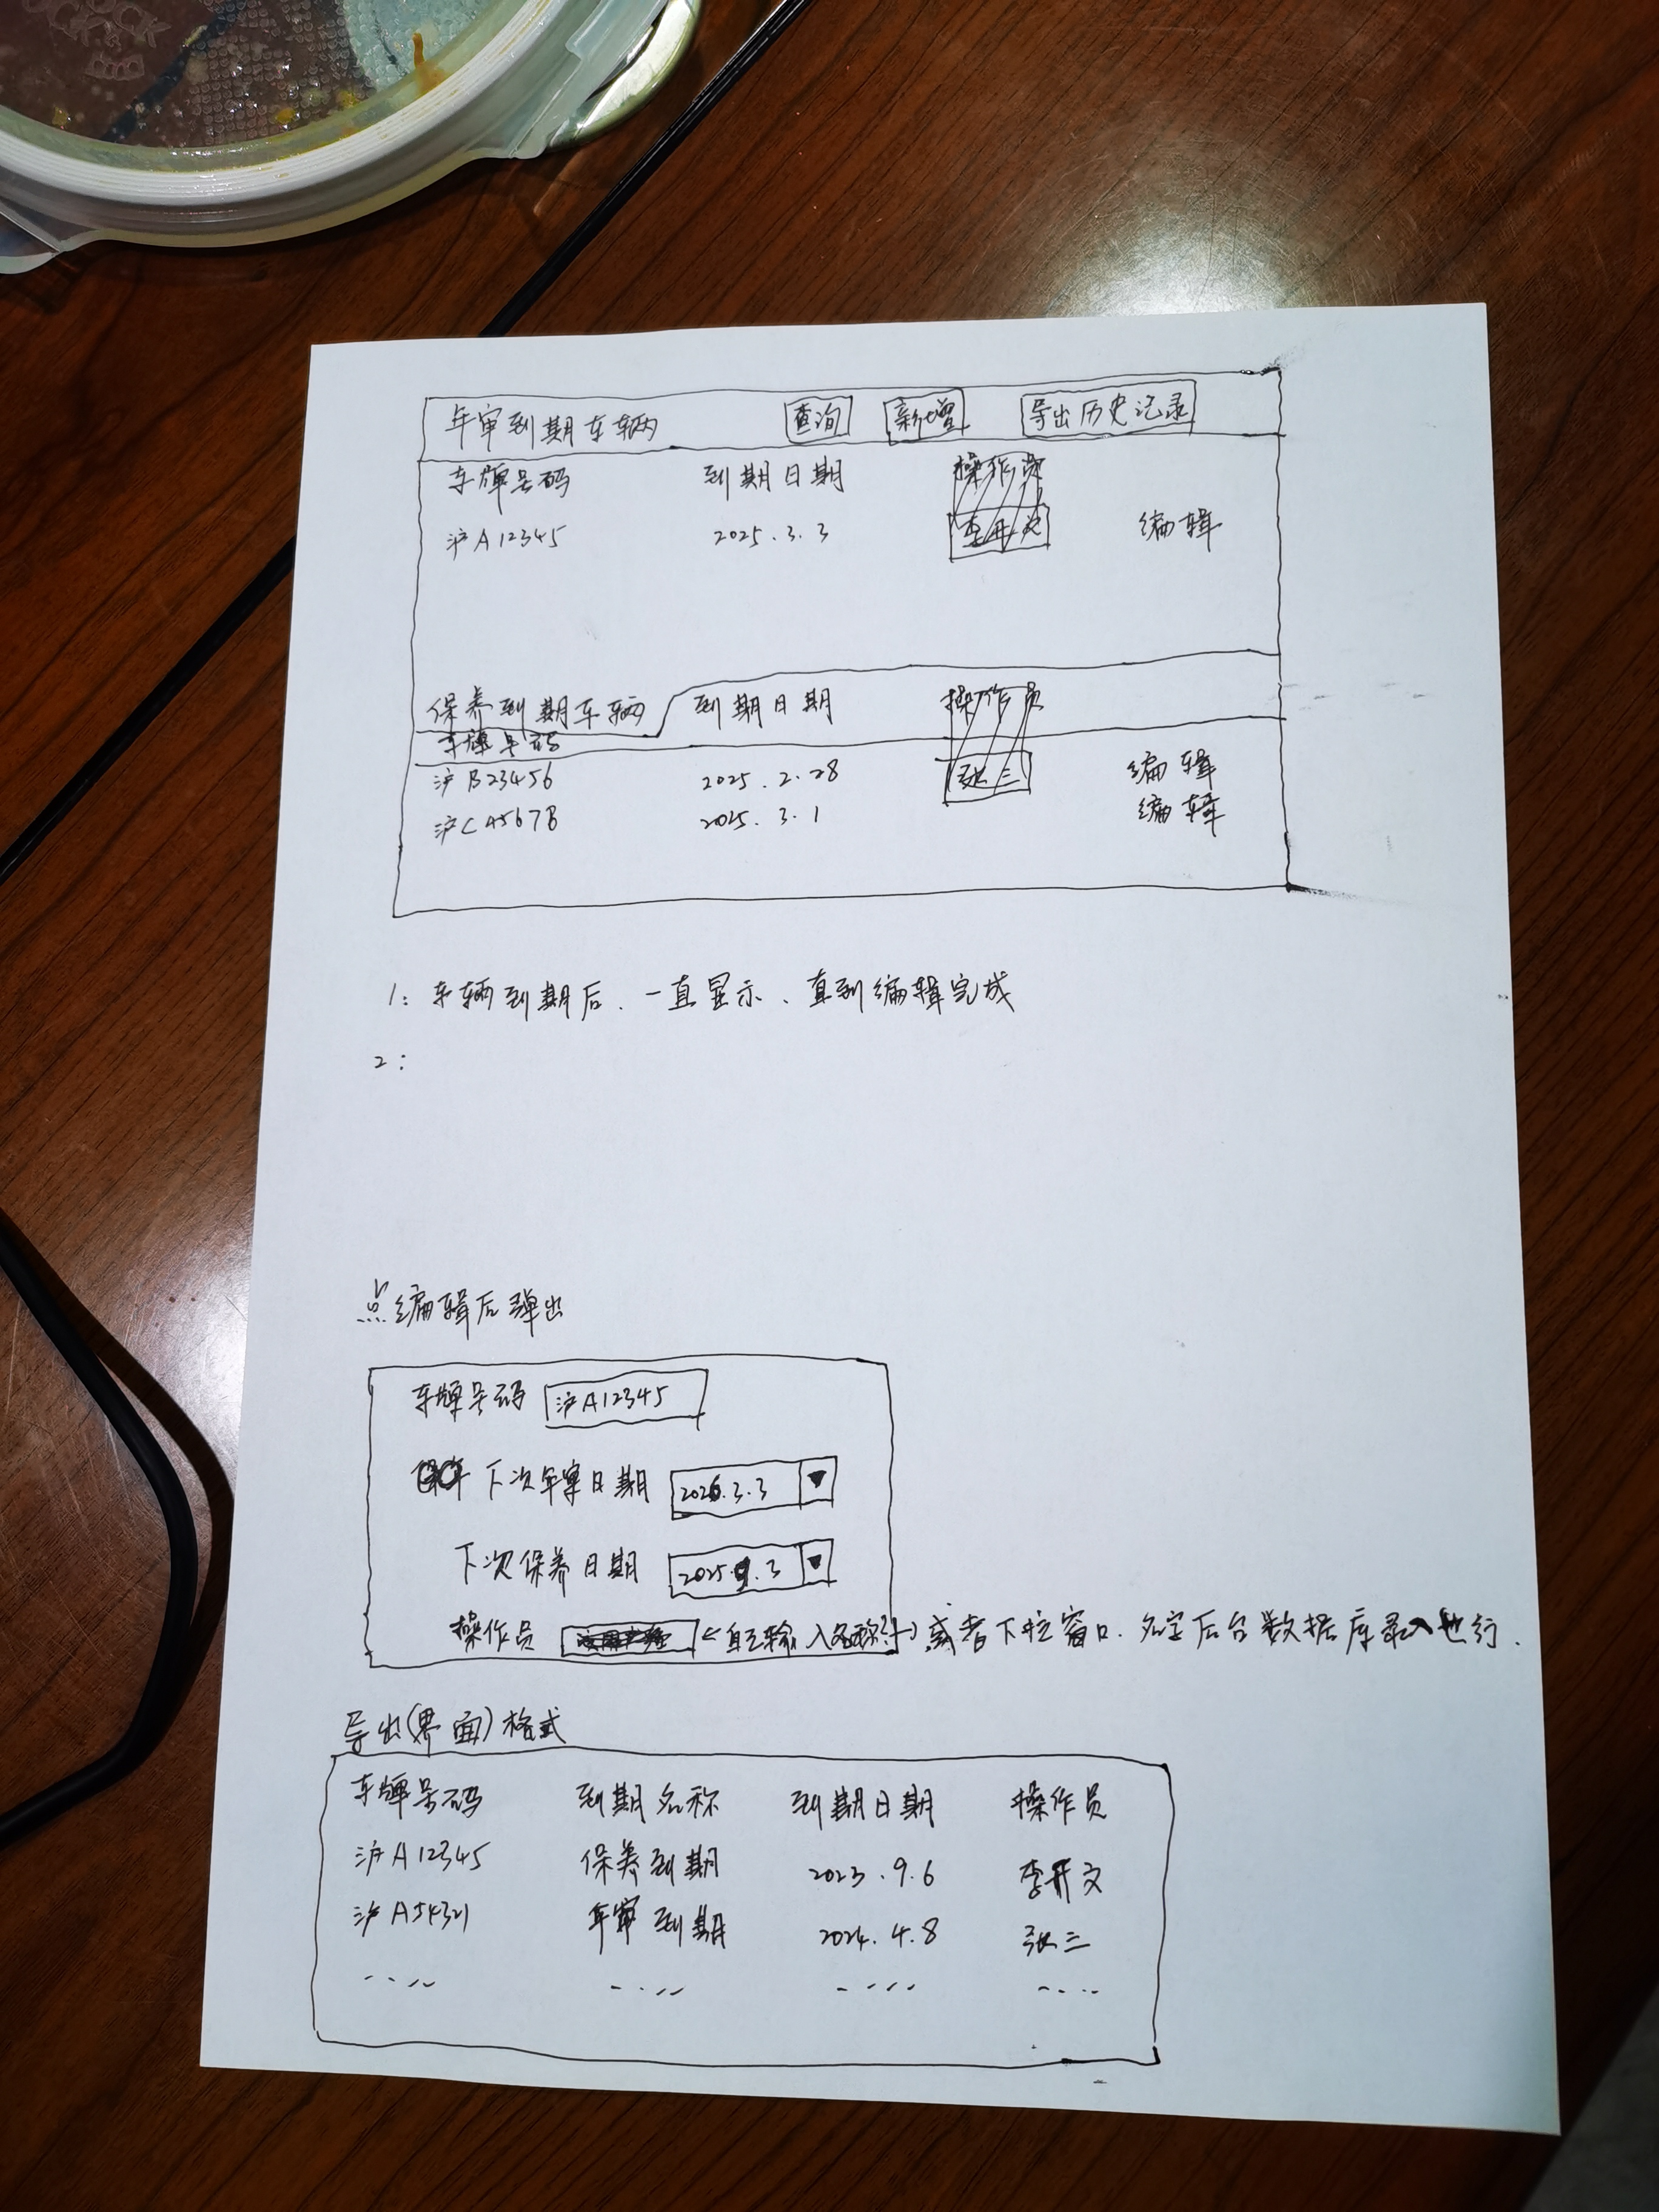 年审到期车辆 查询 新增 导出历史记录
车牌号码 到期日期 操作员
沪A12345 2025.3.3 编辑
保养到期车辆 到期日期 操作员
车牌号码
沪B23456 2025.2.28 张三 编辑
沪C45678 2025.3.1 编辑
1: 车辆到期后、一直显示、直到编辑完成
2:
点编辑后弹出
车牌号码 沪A12345
下次年审日期 2026.3.3
下次保养日期 2025.9.3
操作员 ←自主输入名称 或者下拉窗口.名字后台数据库录入也行.
导出(界面)格式
车牌号码 到期名称 到期日期 操作员
沪A12345 保养到期 2023.9.6 李开文
沪A54321 年审到期 2024.4.8 张三